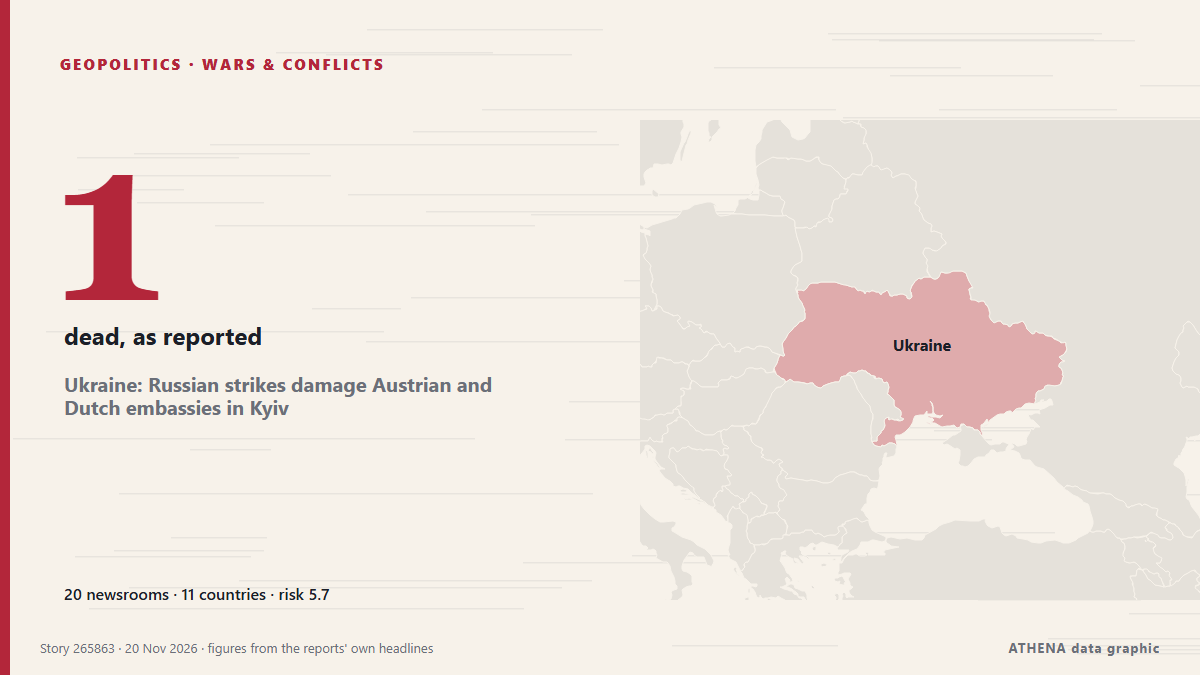 GEOPOLITICS · WARS & CONFLICTS
1
dead, as reported
Ukraine: Russian strikes damage Austrian and
Dutch embassies in Kyiv
Ukraine
20 newsrooms · 11 countries · risk 5.7
Story 265863 · 20 Nov 2026 · figures from the reports' own headlines
ATHENA data graphic